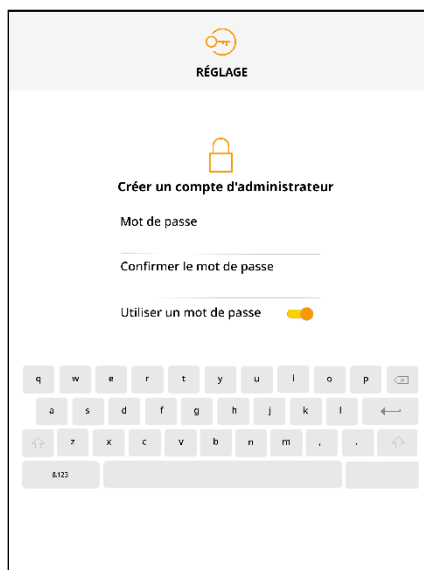 RÉGLAGE
Créer un compte d'administrateur
Mot de passe
Confirmer le mot de passe
Utiliser un mot de passe
q w e r t y u l o p
a s d f g h j k l
z x c v b n m , .
&123